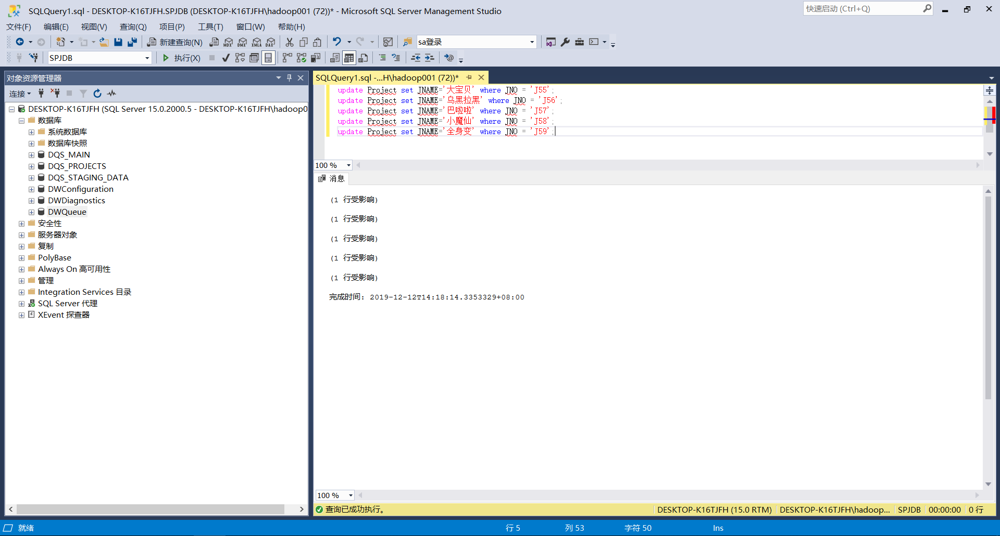 SQLQuery1.sql - DESKTOP-K16TJFH.SPJDB (DESKTOP-K16TJFH\hadoop001 (72))* - Microsoft SQL Server Management Studio
快速启动 (Ctrl+Q)
文件(F) 编辑(E) 视图(V) 查询(Q) 项目(P) 工具(T) 窗口(W) 帮助(H)
新建查询(N) MDX DMX XMLA DAX sa登录
SPJDB 执行(X)
对象资源管理器
连接
DESKTOP-K16TJFH (SQL Server 15.0.2000.5 - DESKTOP-K16TJFH\hadoop0
数据库
系统数据库
数据库快照
DQS_MAIN
DQS_PROJECTS
DQS_STAGING_DATA
DWConfiguration
DWDiagnostics
DWQueue
安全性
服务器对象
复制
PolyBase
Always On 高可用性
管理
Integration Services 目录
SQL Server 代理
XEvent 探查器
SQLQuery1.sql -...H\hadoop001 (72))*
update Project set JNAME='大宝贝' where JNO = 'J55';
update Project set JNAME='乌黑拉黑' where JNO = 'J56';
update Project set JNAME='巴啦啦' where JNO = 'J57';
update Project set JNAME='小魔仙' where JNO = 'J58';
update Project set JNAME='全身变' where JNO = 'J59';
100 %
消息
(1 行受影响)
(1 行受影响)
(1 行受影响)
(1 行受影响)
(1 行受影响)
完成时间: 2019-12-12T14:18:14.3353329+08:00
100 %
查询已成功执行。 DESKTOP-K16TJFH (15.0 RTM) DESKTOP-K16TJFH\hadoop... SPJDB 00:00:00 0 行
就绪 行 5 列 53 字符 50 Ins